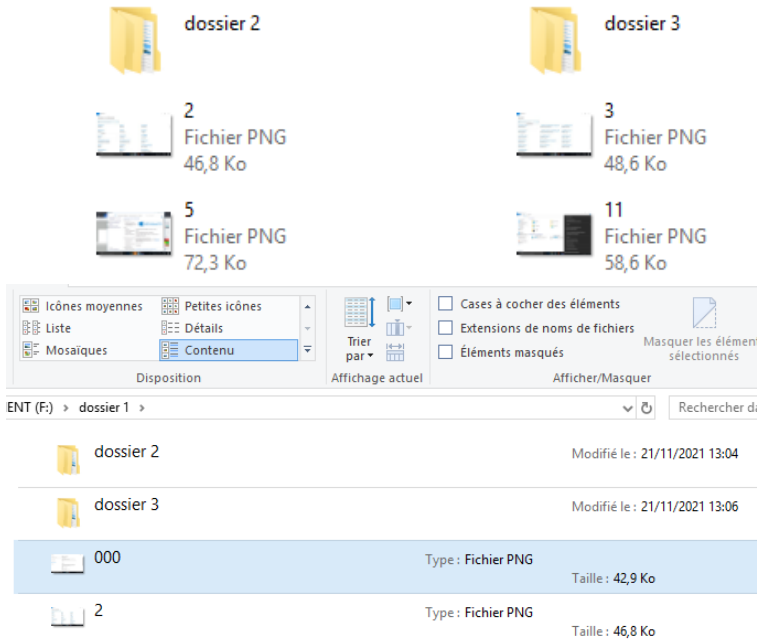 dossier 2
dossier 3
2
Fichier PNG
46,8 Ko
3
Fichier PNG
48,6 Ko
5
Fichier PNG
72,3 Ko
11
Fichier PNG
58,6 Ko
Icônes moyennes
Petites icônes
Liste
Détails
Mosaïques
Contenu
Disposition
Trier
par
Affichage actuel
Cases à cocher des éléments
Extensions de noms de fichiers
Éléments masqués
Masquer les élémen
sélectionnés
Afficher/Masquer
ENT (F:) > dossier 1 >
Rechercher da
dossier 2
Modifié le : 21/11/2021 13:04
dossier 3
Modifié le : 21/11/2021 13:06
000
Type : Fichier PNG
Taille : 42,9 Ko
2
Type : Fichier PNG
Taille : 46,8 Ko